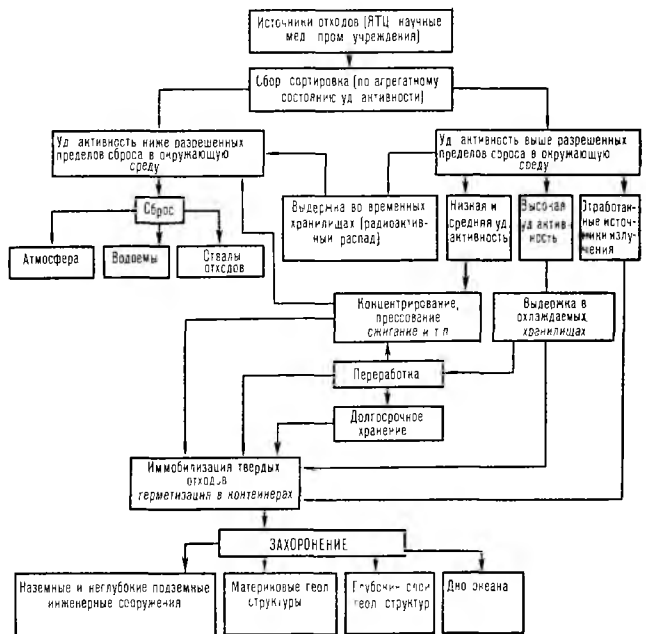 Источники отходов (ЯТЦ научные
мед пром учреждения)
Сбор сортировка (по агрегатному
состоянию уд активности)
Уд активность ниже разрешенных
пределов сброса в окружающую
среду
Уд активность выше разрешенных
пределов сброса в окружающую
среду
Сброс
Атмосфера
Водоемы
Отвалы
отходов
Выдержка во временных
хранилищах (радиоактив-
ный распад)
Низкая и
средняя уд.
активность
Высокая
уд актив-
ность
Отработан-
ные источ-
ники излу-
чения
Концентрирование,
прессование
сжигание и т п
Выдержка в
охлаждаемых
хранилищах
Переработка
Долгосрочное
хранение
Иммобилизация твердых
отходов
герметизация в контейнерах
ЗАХОРОНЕНИЕ
Наземные и неглубокие подземные
инженерные сооружения
Материковые геол
структуры
Глубокие слои
геол структур
Дно океана